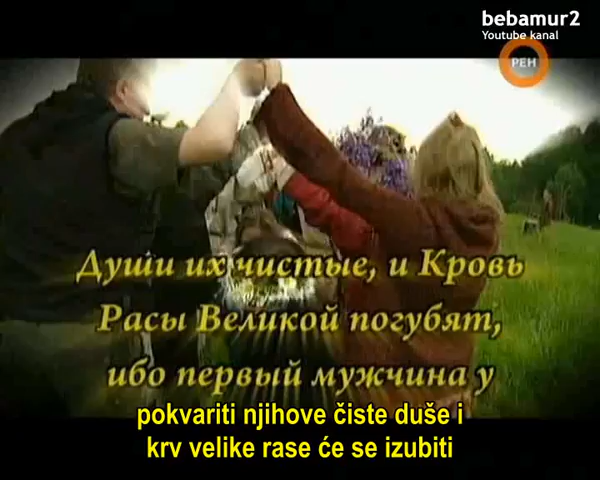 bebamur2
Youtube kanal
РЕН
Души их чистые, и Кровь
Расы Великой погубят,
ибо первый мужчина у
pokvariti njihove čiste duše i
krv velike rase će se izubiti